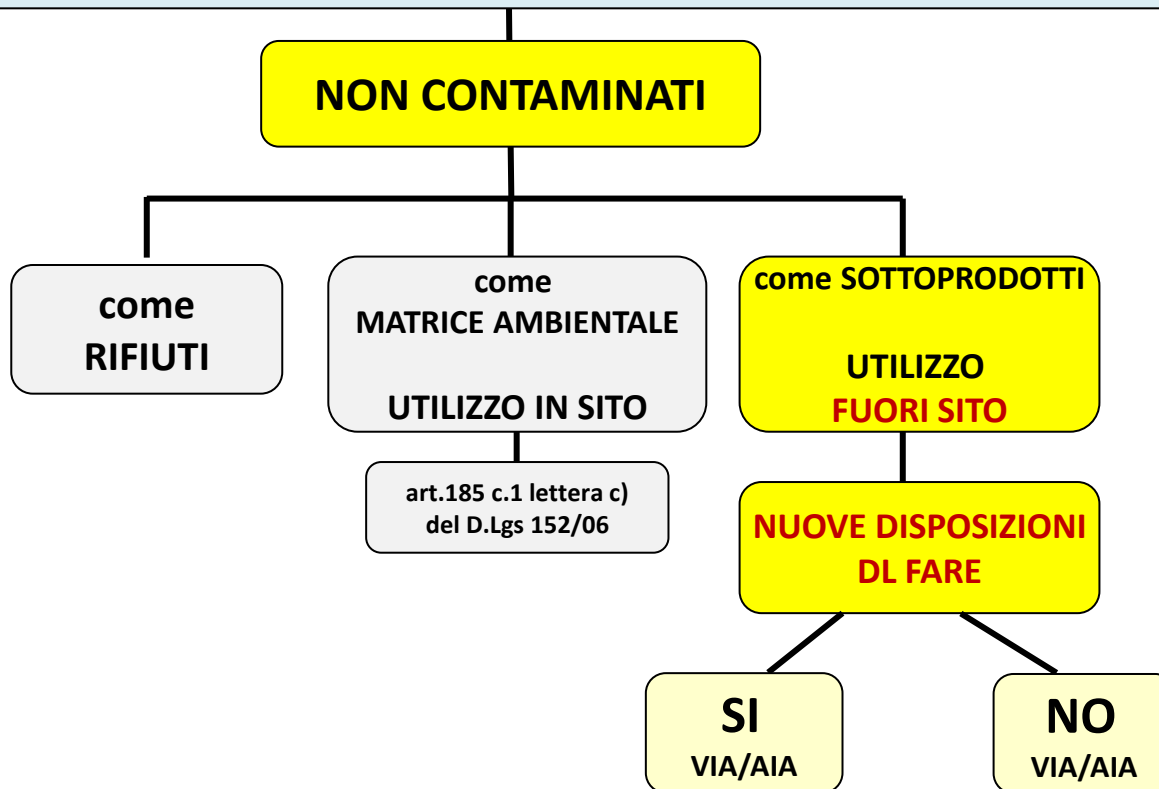 NON CONTAMINATI
come
RIFIUTI
come
MATRICE AMBIENTALE
UTILIZZO IN SITO
come SOTTOPRODOTTI
UTILIZZO
FUORI SITO
art.185 c.1 lettera c)
del D.Lgs 152/06
NUOVE DISPOSIZIONI
DL FARE
SI
VIA/AIA
NO
VIA/AIA